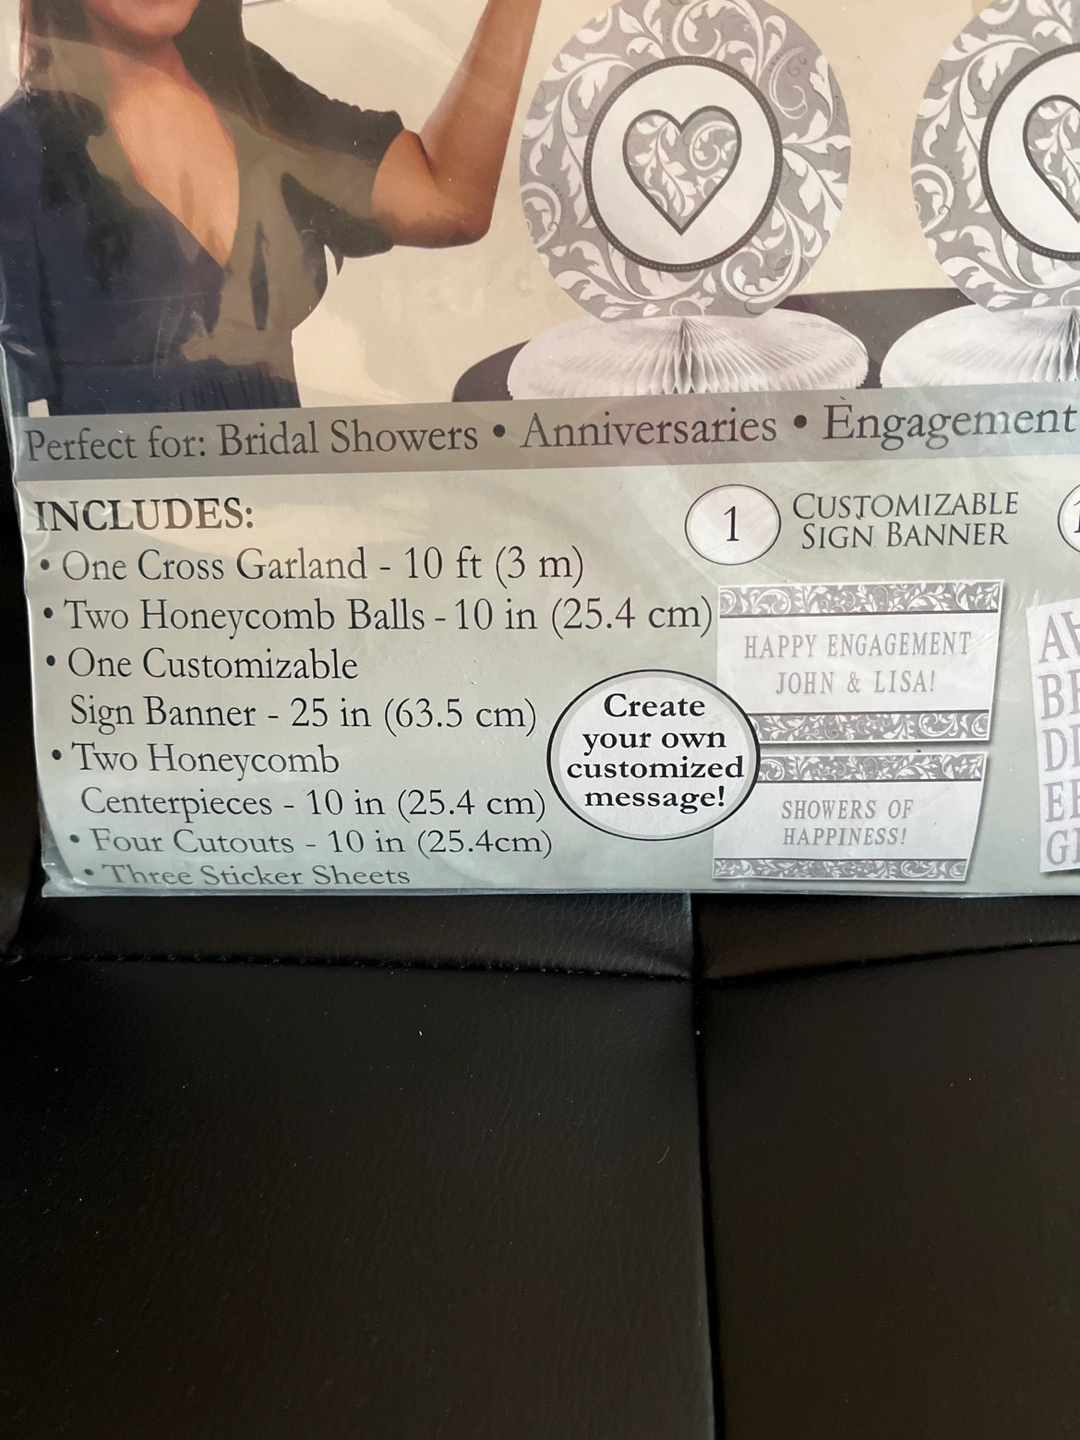 Perfect for: Bridal Showers • Anniversaries • Engagement
INCLUDES:
• One Cross Garland - 10 ft (3 m)
• Two Honeycomb Balls - 10 in (25.4 cm)
• One Customizable
Sign Banner - 25 in (63.5 cm)
• Two Honeycomb
Centerpieces - 10 in (25.4 cm)
• Four Cutouts - 10 in (25.4cm)
• Three Sticker Sheets
Create
your own
customized
message!
1 CUSTOMIZABLE
SIGN BANNER
HAPPY ENGAGEMENT
JOHN & LISA!
SHOWERS OF
HAPPINESS!